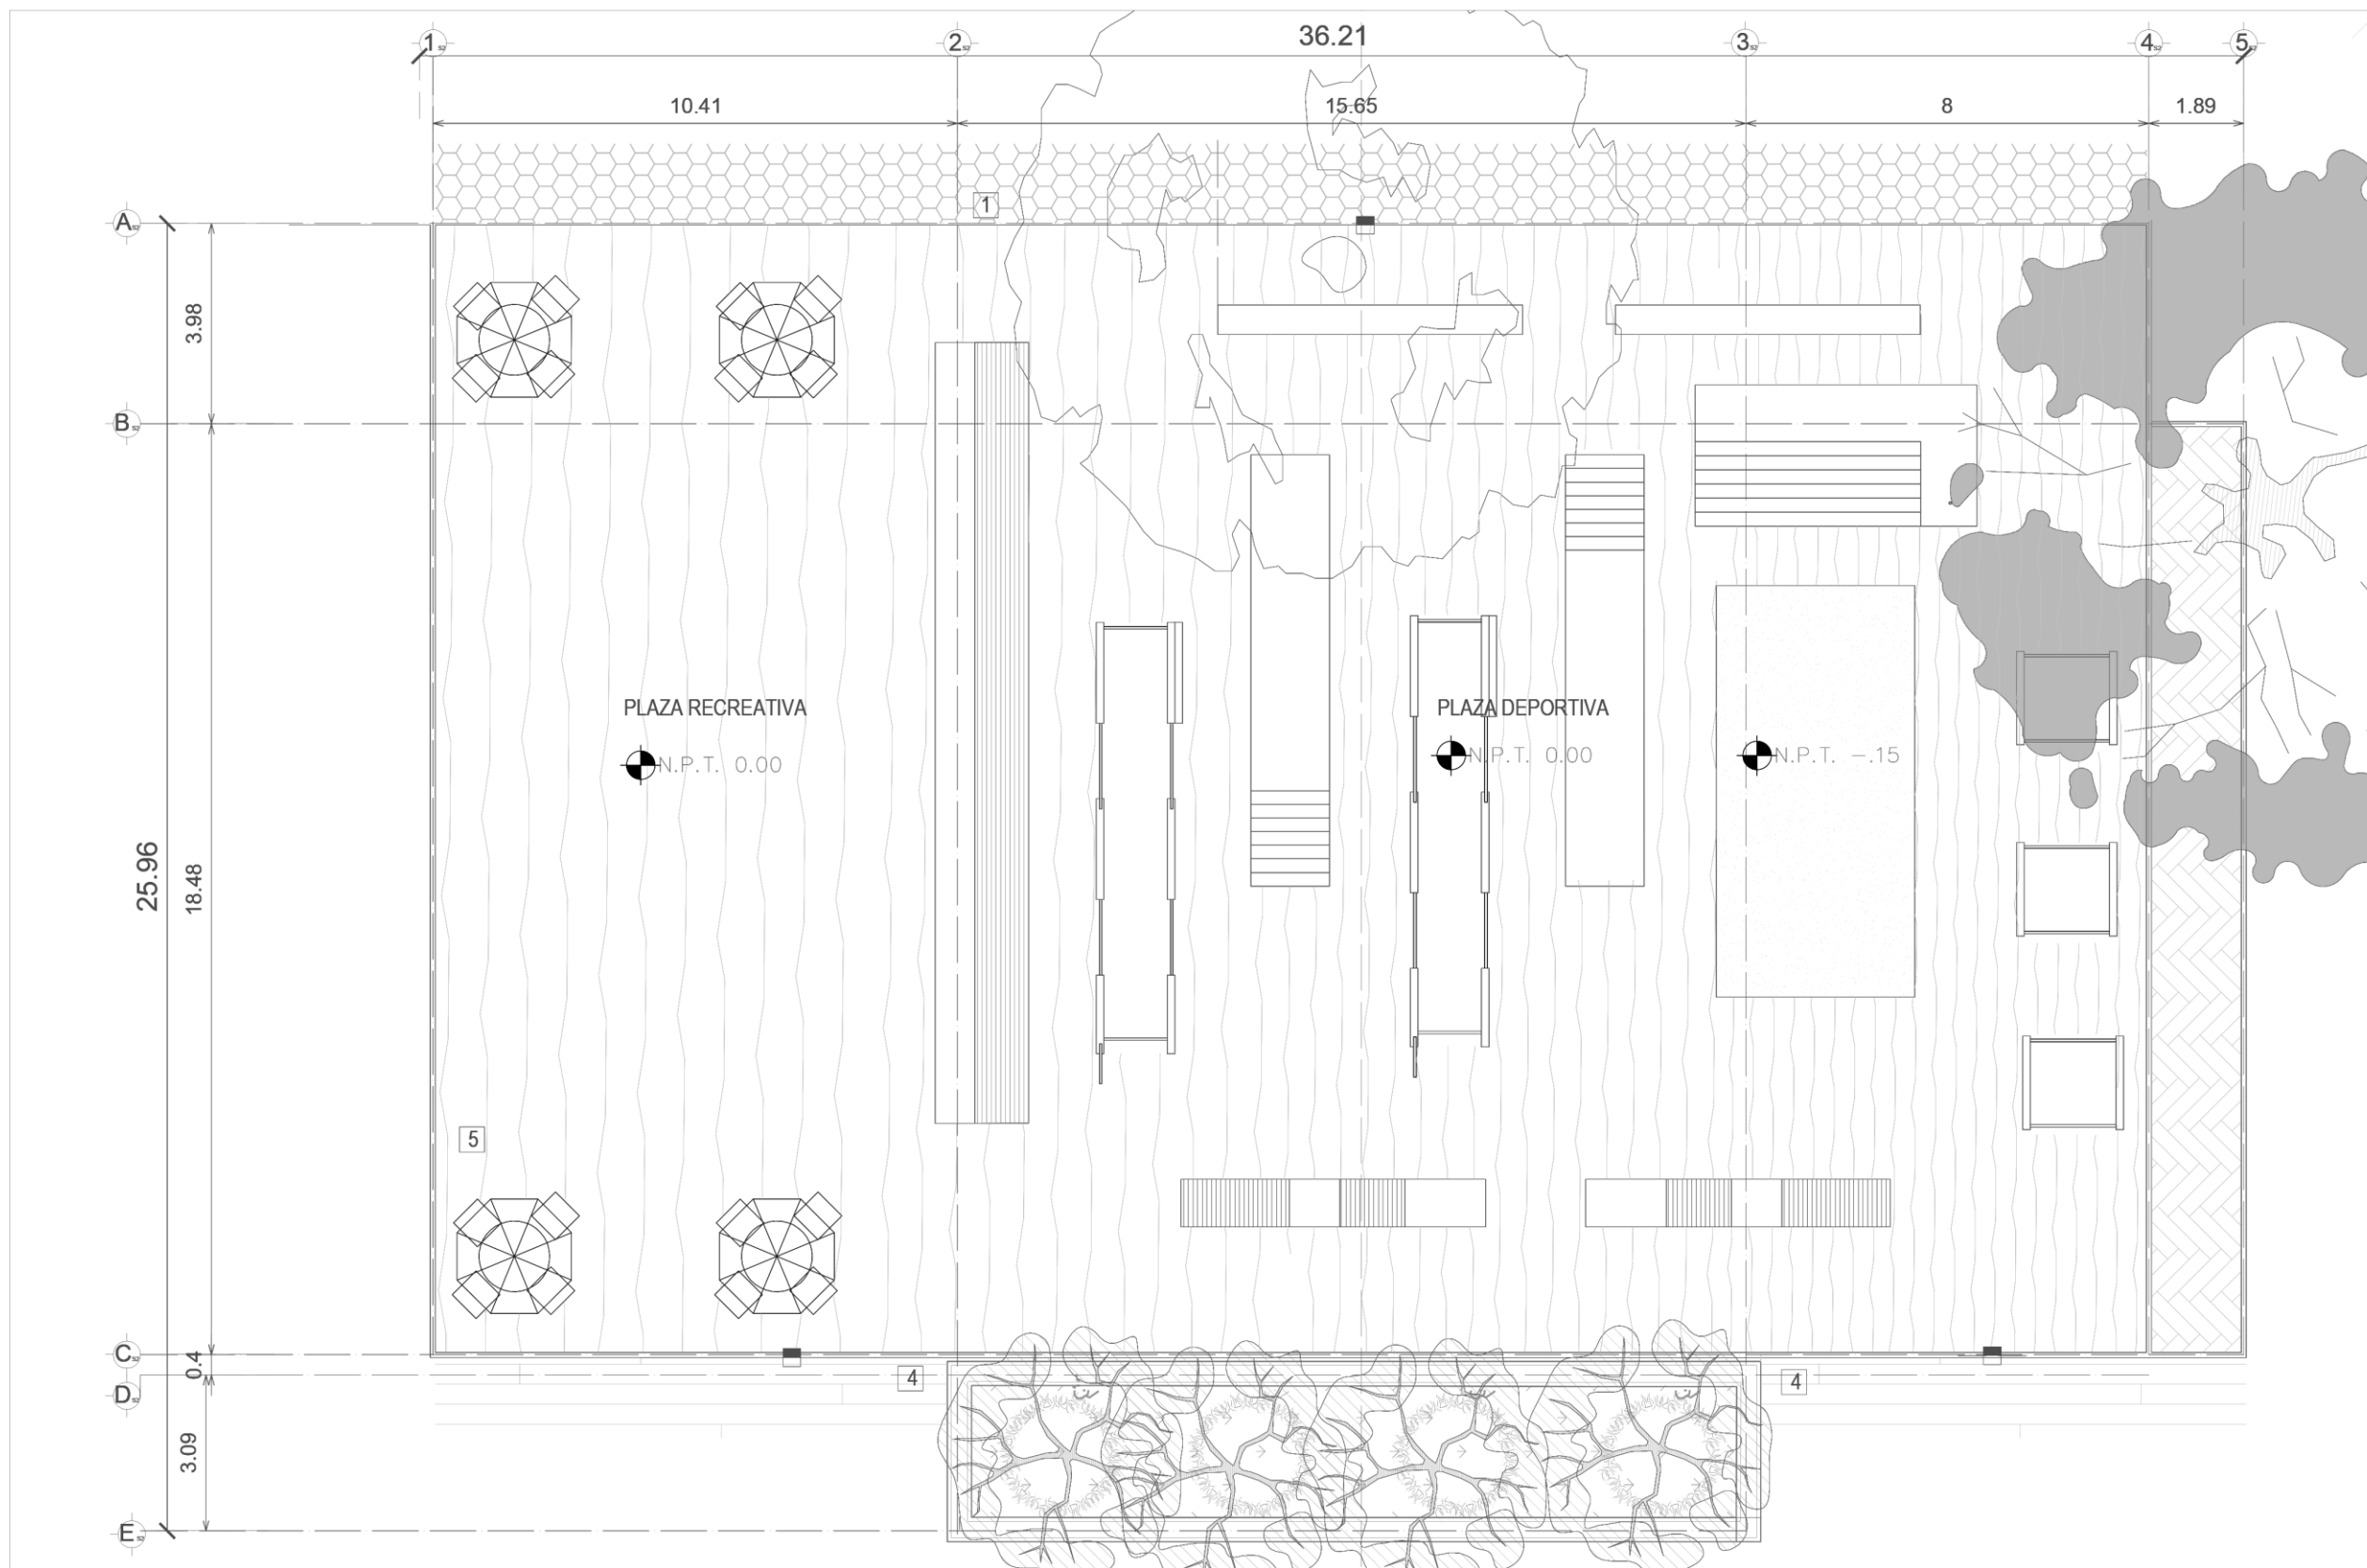 1 2 36.21 3 4 5
10.41 15.65 8 1.89
1
A
3.98
B
PLAZA RECREATIVA PLAZA DEPORTIVA
N.P.T. 0.00 N.P.T. 0.00 N.P.T. -.15
25.96
18.48
5
C
0.4
4 4
D
3.09
E